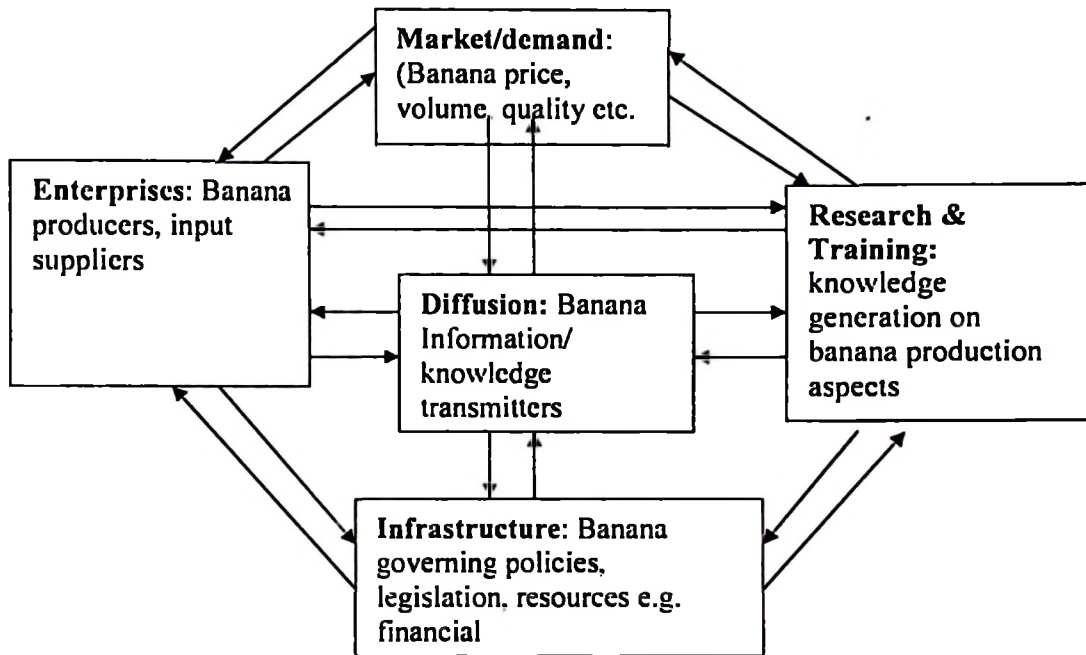 Market/demand:
(Banana price,
volume, quality etc.
Enterprises: Banana
producers, input
suppliers
Research &
Training:
knowledge
generation on
banana production
aspects
Diffusion: Banana
Information/
knowledge
transmitters
Infrastructure: Banana
governing policies,
legislation, resources e.g.
financial